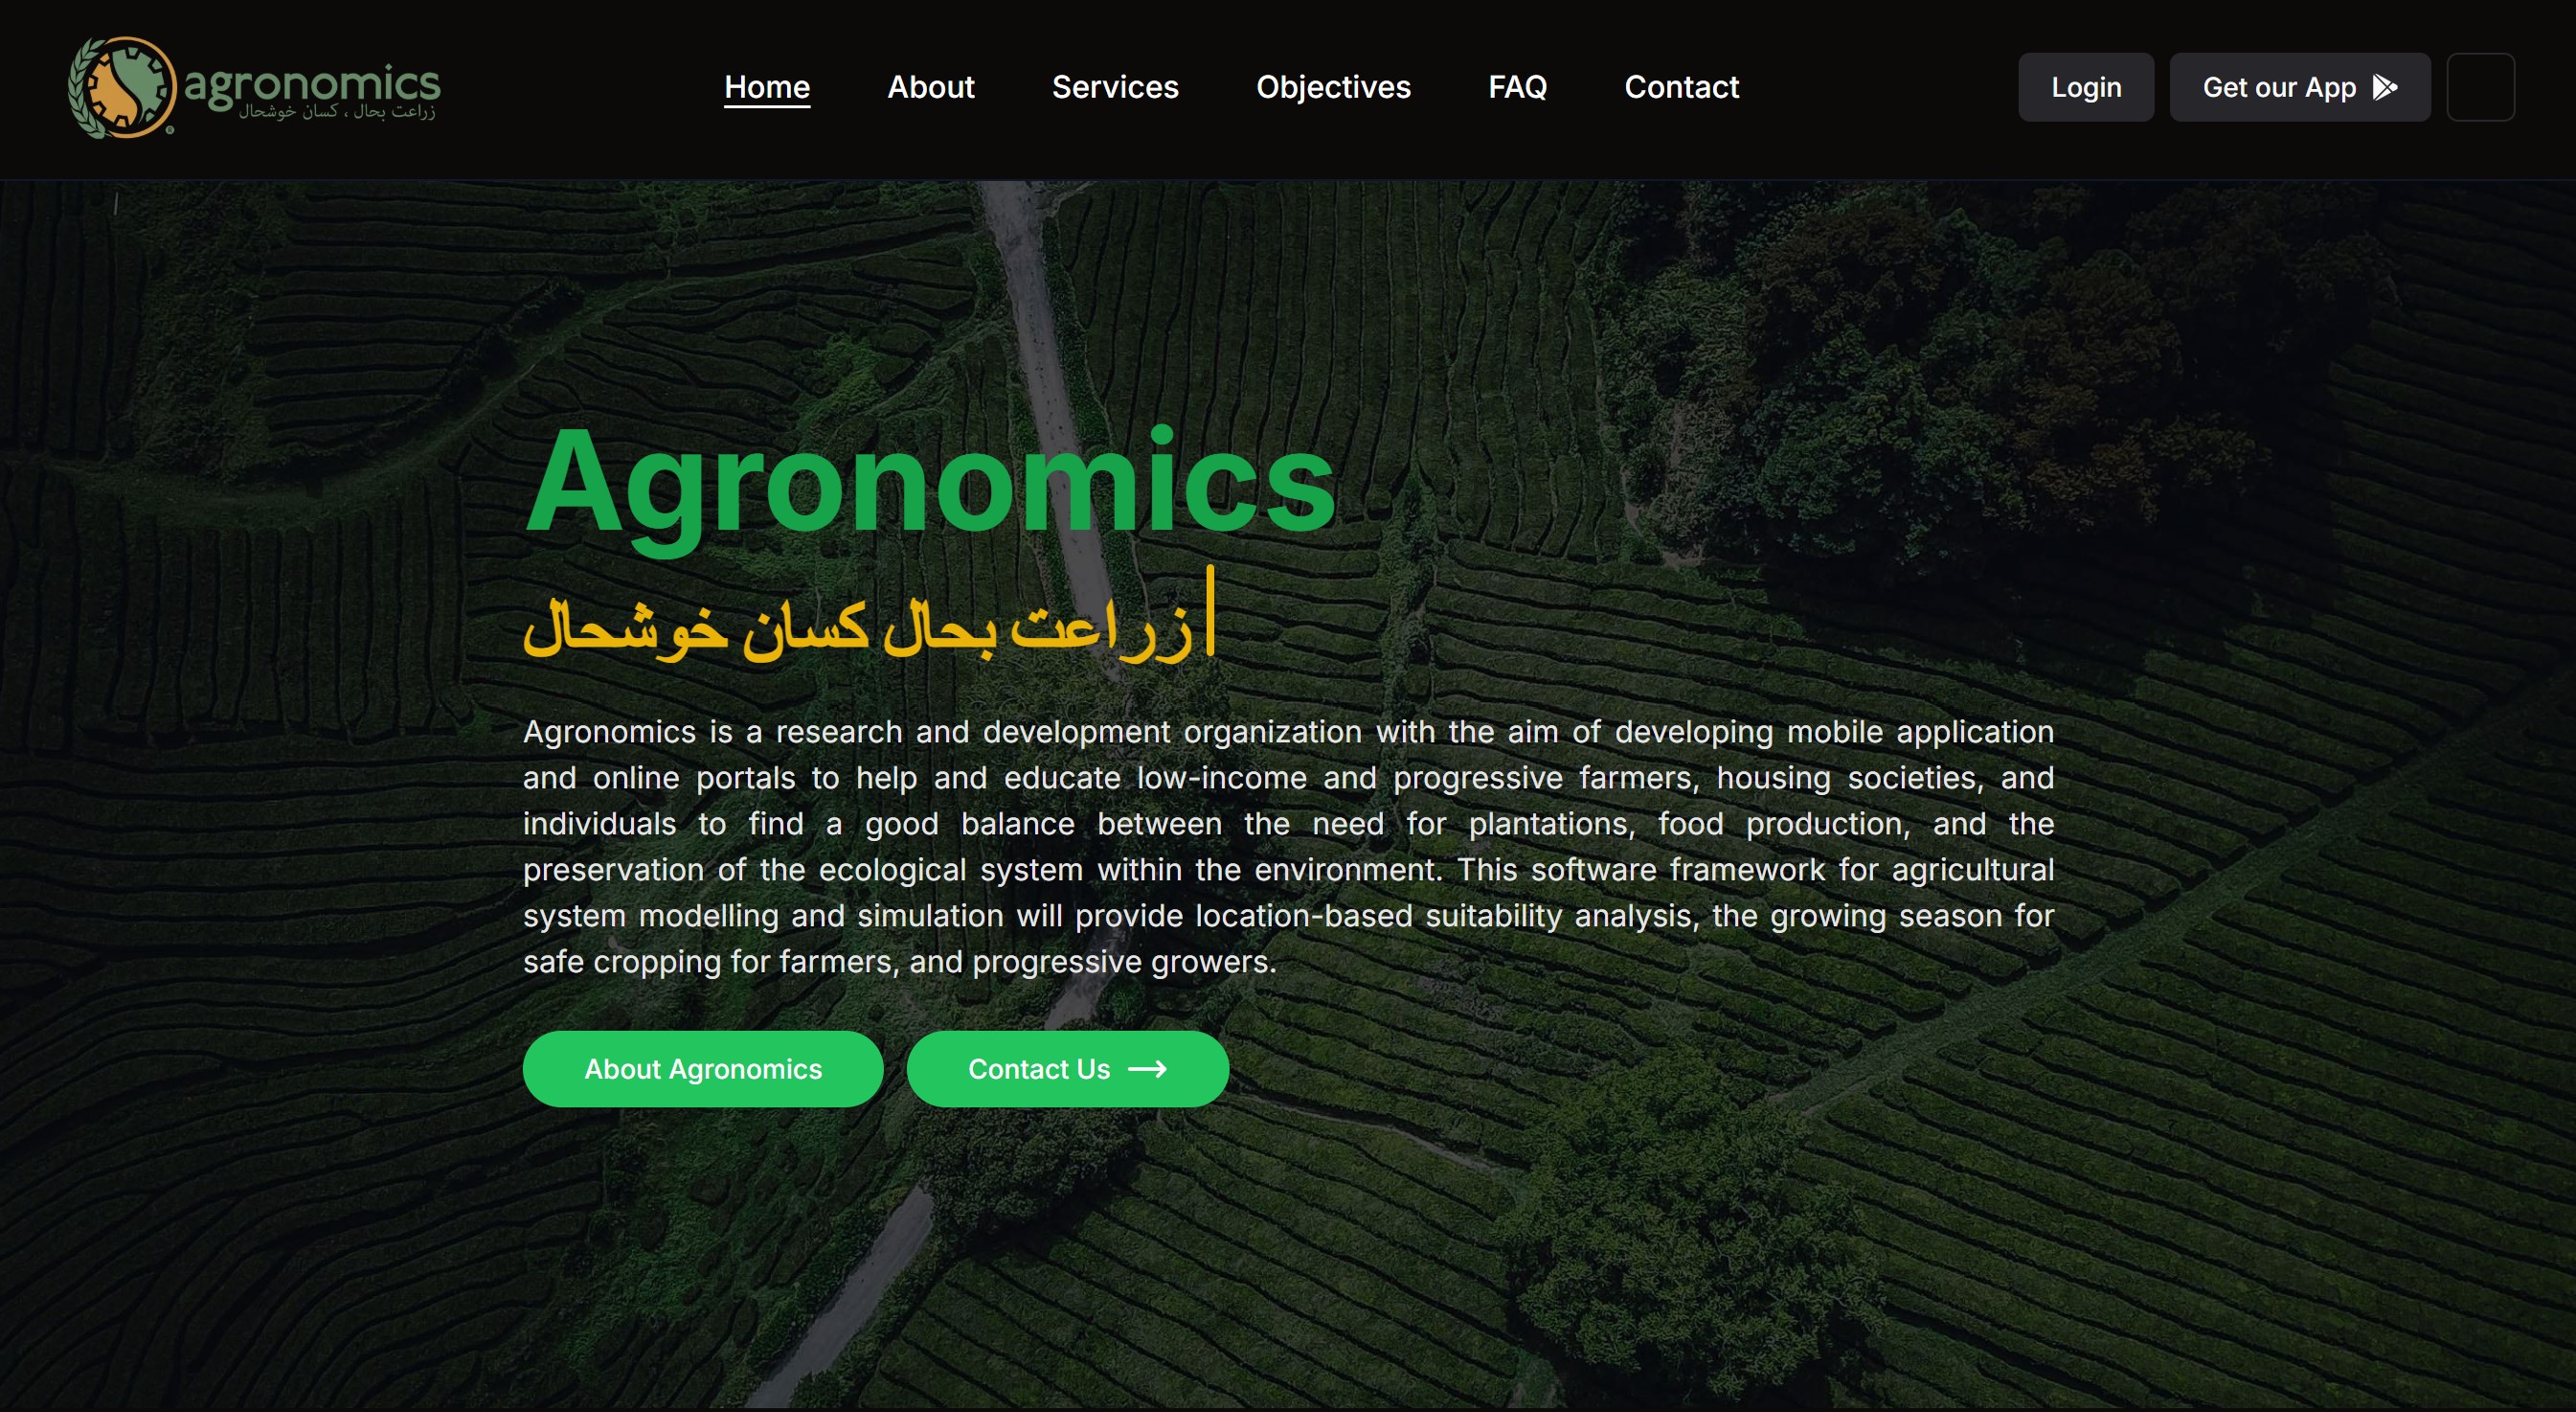 agronomics
زراعت بحال ، کسان خوشحال
Home About Services Objectives FAQ Contact
Login Get our App
Agronomics
زراعت بحال کسان خوشحال
Agronomics is a research and development organization with the aim of developing mobile application
and online portals to help and educate low-income and progressive farmers, housing societies, and
individuals to find a good balance between the need for plantations, food production, and the
preservation of the ecological system within the environment. This software framework for agricultural
system modelling and simulation will provide location-based suitability analysis, the growing season for
safe cropping for farmers, and progressive growers.
About Agronomics Contact Us